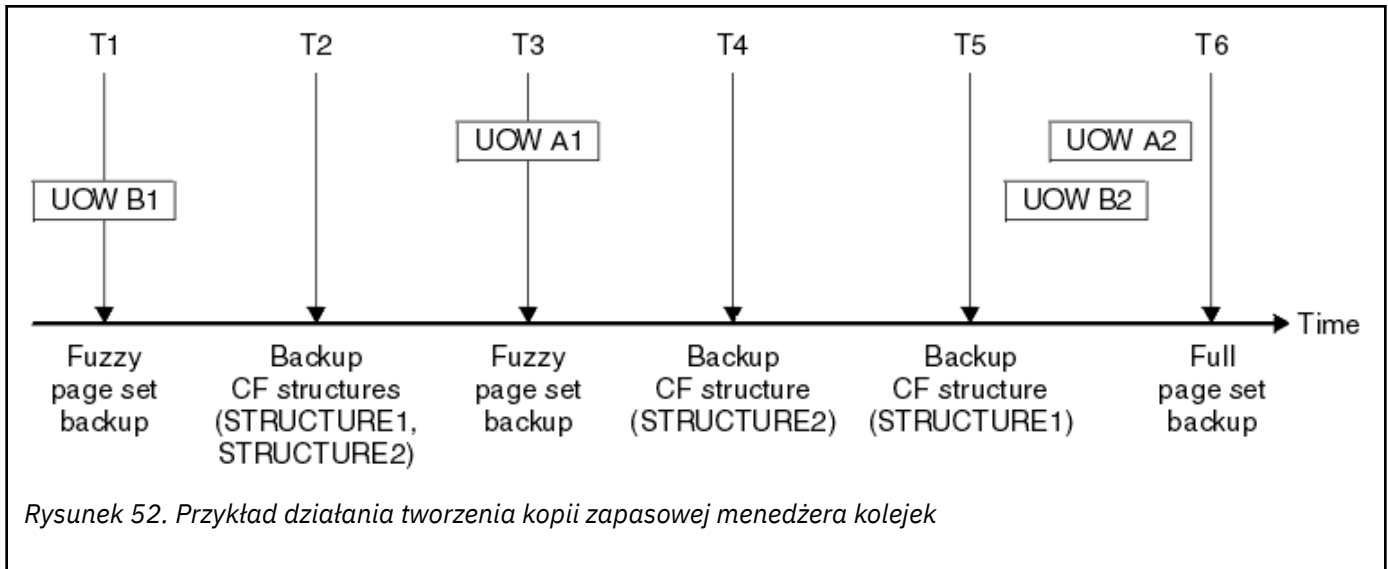 T1
T2
T3
T4
T5
T6
UOW A1
UOW A2
UOW B1
UOW B2
Time
Fuzzy
page set
backup
Backup
CF structures
(STRUCTURE1,
STRUCTURE2)
Fuzzy
page set
backup
Backup
CF structure
(STRUCTURE2)
Backup
CF structure
(STRUCTURE1)
Full
page set
backup
Rysunek 52. Przykład działania tworzenia kopii zapasowej menedżera kolejek